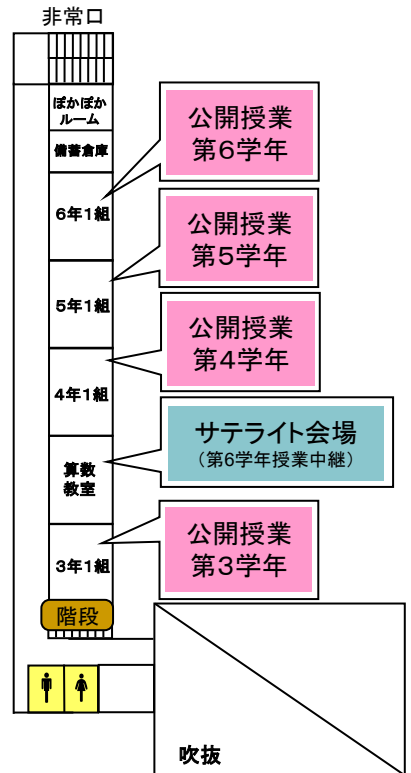 非常口
ぽかぽか
ルーム
備蓄倉庫
6年1組
公開授業
第6学年
5年1組
公開授業
第5学年
4年1組
公開授業
第4学年
算数
教室
サテライト会場
（第6学年授業中継）
3年1組
公開授業
第3学年
階段
吹抜